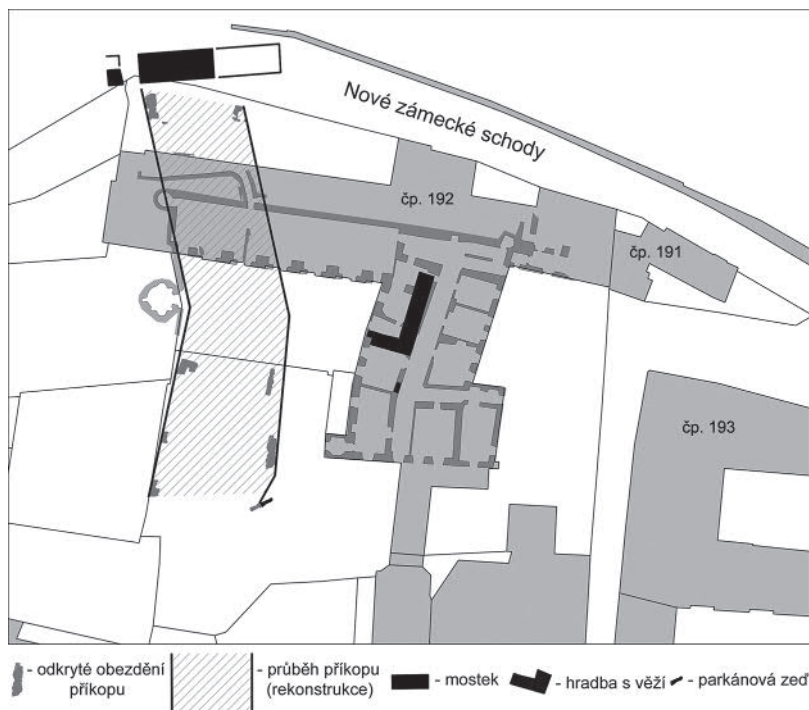 Nové zámecké schody
čp. 192
čp. 191
čp. 193
- odkryté obezdění
příkopu
- průběh příkopu
(rekonstrukce)
- mostek
- hradba s věží
- parkánová zeď